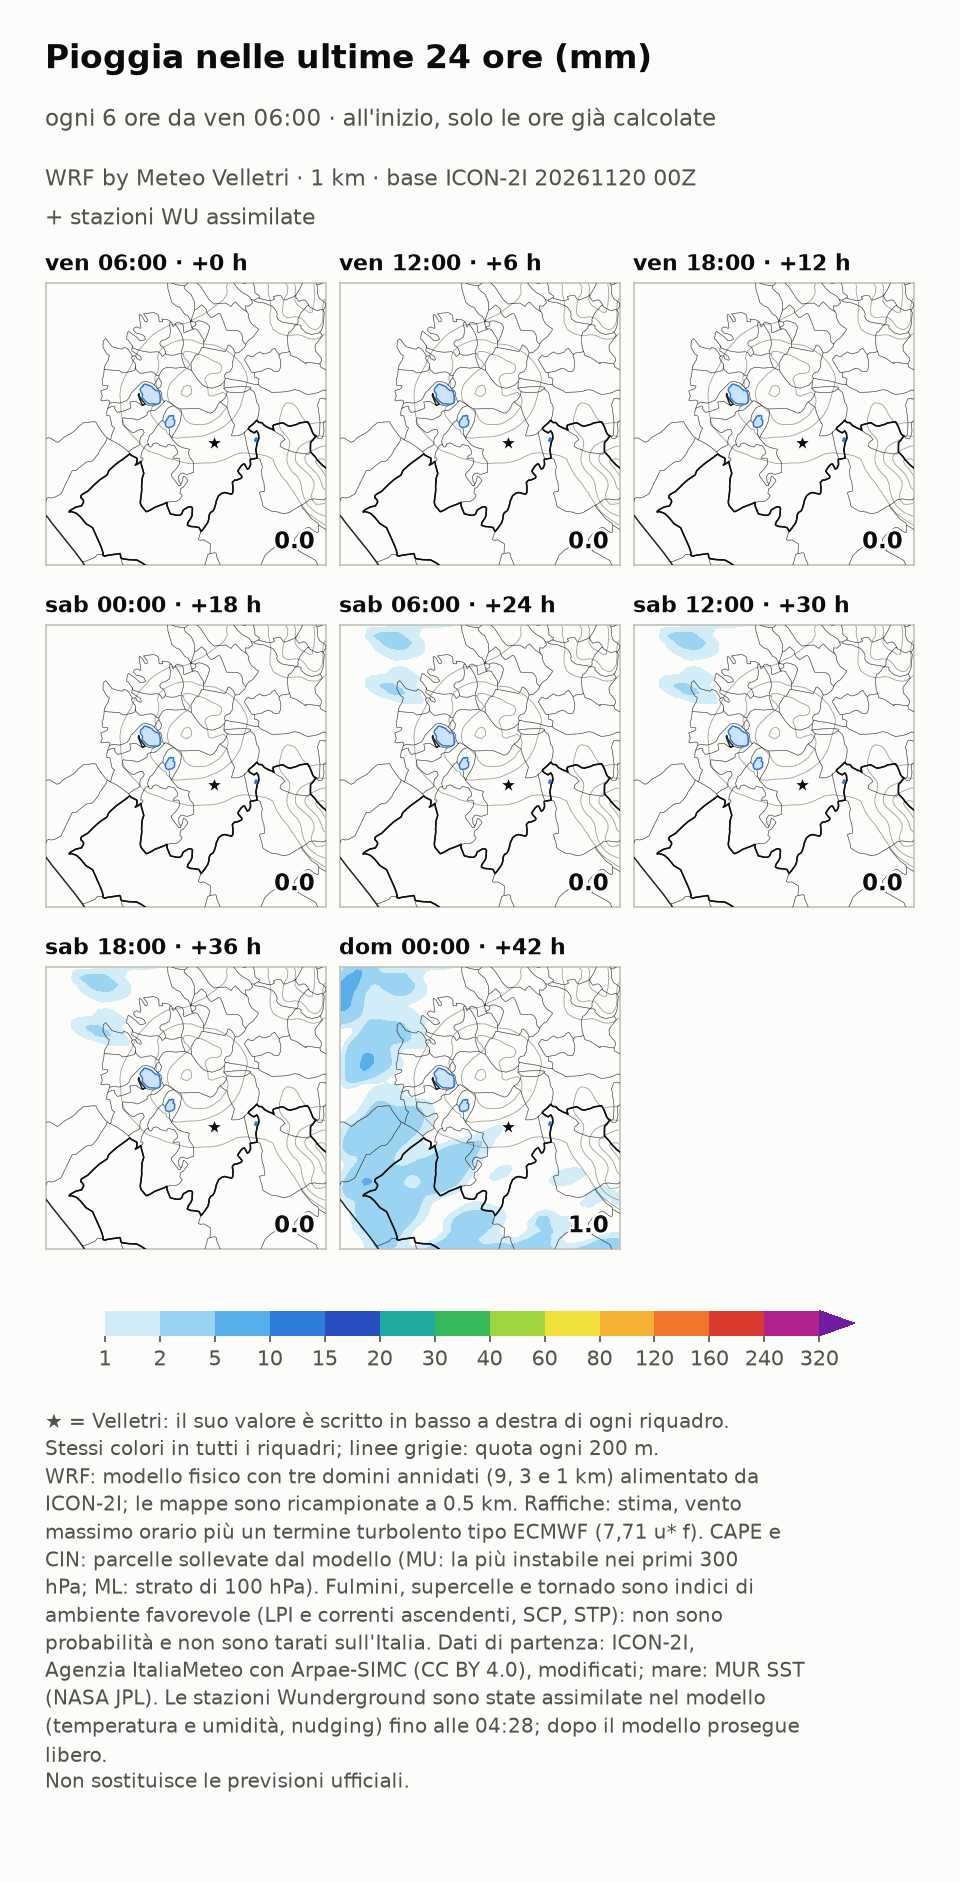 Pioggia nelle ultime 24 ore (mm)
ogni 6 ore da ven 06:00 · all'inizio, solo le ore già calcolate
WRF by Meteo Velletri · 1 km · base ICON-2I 20261120 00Z
+ stazioni WU assimilate
ven 06:00 · +0 h
ven 12:00 · +6 h
ven 18:00 · +12 h
0.0
0.0
0.0
sab 00:00 · +18 h
sab 06:00 · +24 h
sab 12:00 · +30 h
0.0
0.0
0.0
sab 18:00 · +36 h
dom 00:00 · +42 h
0.0
1.0
1 2 5 10 15 20 30 40 60 80 120 160 240 320
★ = Velletri: il suo valore è scritto in basso a destra di ogni riquadro.
Stessi colori in tutti i riquadri; linee grigie: quota ogni 200 m.
WRF: modello fisico con tre domini annidati (9, 3 e 1 km) alimentato da
ICON-2I; le mappe sono ricampionate a 0.5 km. Raffiche: stima, vento
massimo orario più un termine turbolento tipo ECMWF (7,71 u* f). CAPE e
CIN: parcelle sollevate dal modello (MU: la più instabile nei primi 300
hPa; ML: strato di 100 hPa). Fulmini, supercelle e tornado sono indici di
ambiente favorevole (LPI e correnti ascendenti, SCP, STP): non sono
probabilità e non sono tarati sull'Italia. Dati di partenza: ICON-2I,
Agenzia ItaliaMeteo con Arpae-SIMC (CC BY 4.0), modificati; mare: MUR SST
(NASA JPL). Le stazioni Wunderground sono state assimilate nel modello
(temperatura e umidità, nudging) fino alle 04:28; dopo il modello prosegue
libero.
Non sostituisce le previsioni ufficiali.